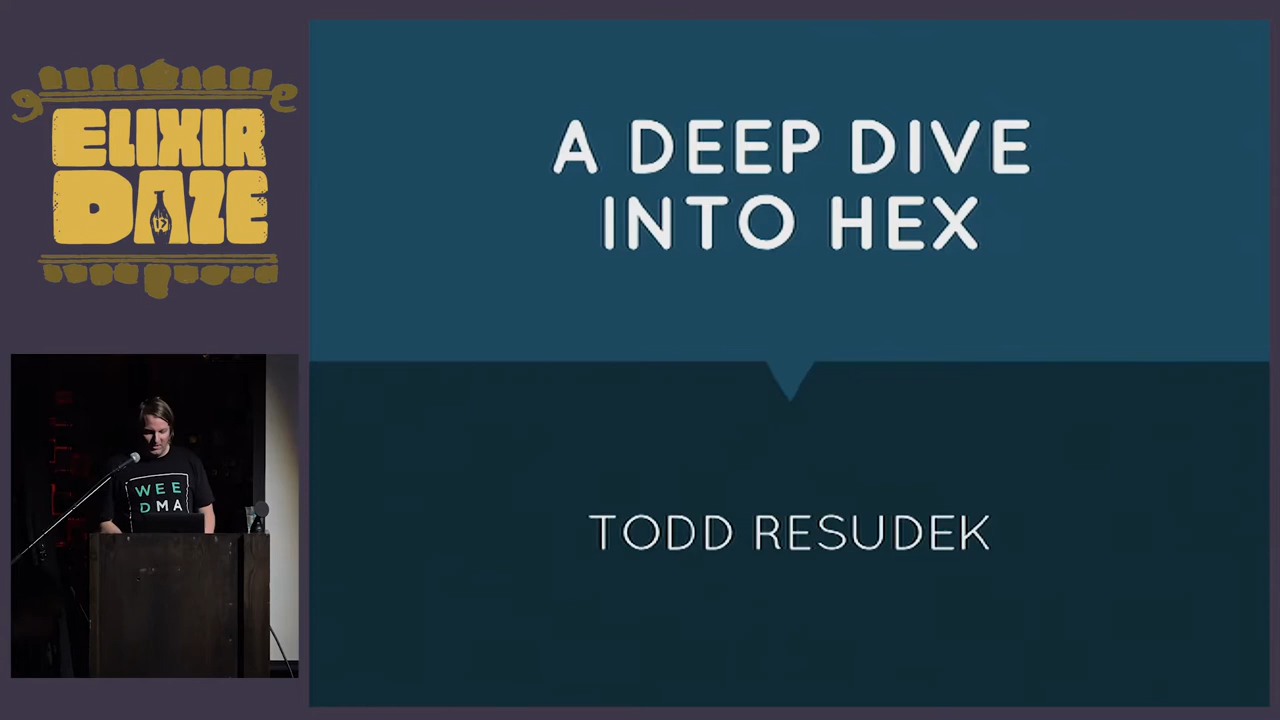 ELIXIR
DAZE
A DEEP DIVE
INTO HEX
WEE
DMA
TODD RESUDEK